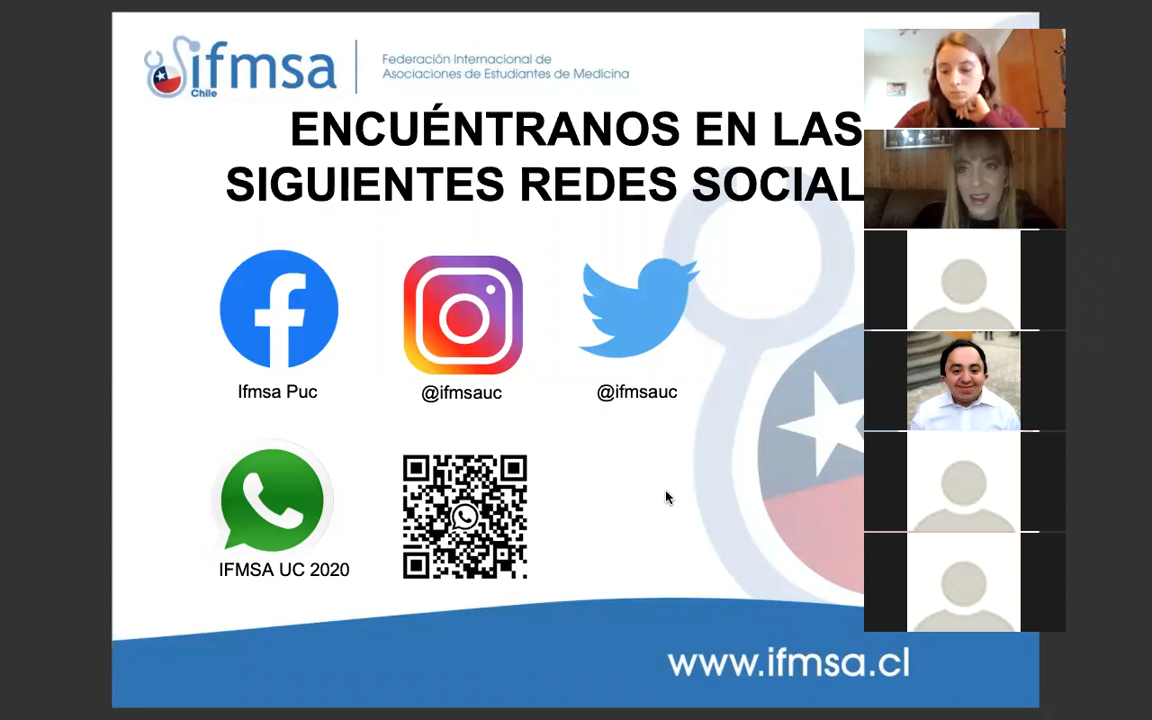 ifmsa
Chile
Federación Internacional de
Asociaciones de Estudiantes de Medicina
ENCUÉNTRANOS EN LAS
SIGUIENTES REDES SOCIAL
Ifmsa Puc
@ifmsauc
@ifmsauc
IFMSA UC 2020
www.ifmsa.cl